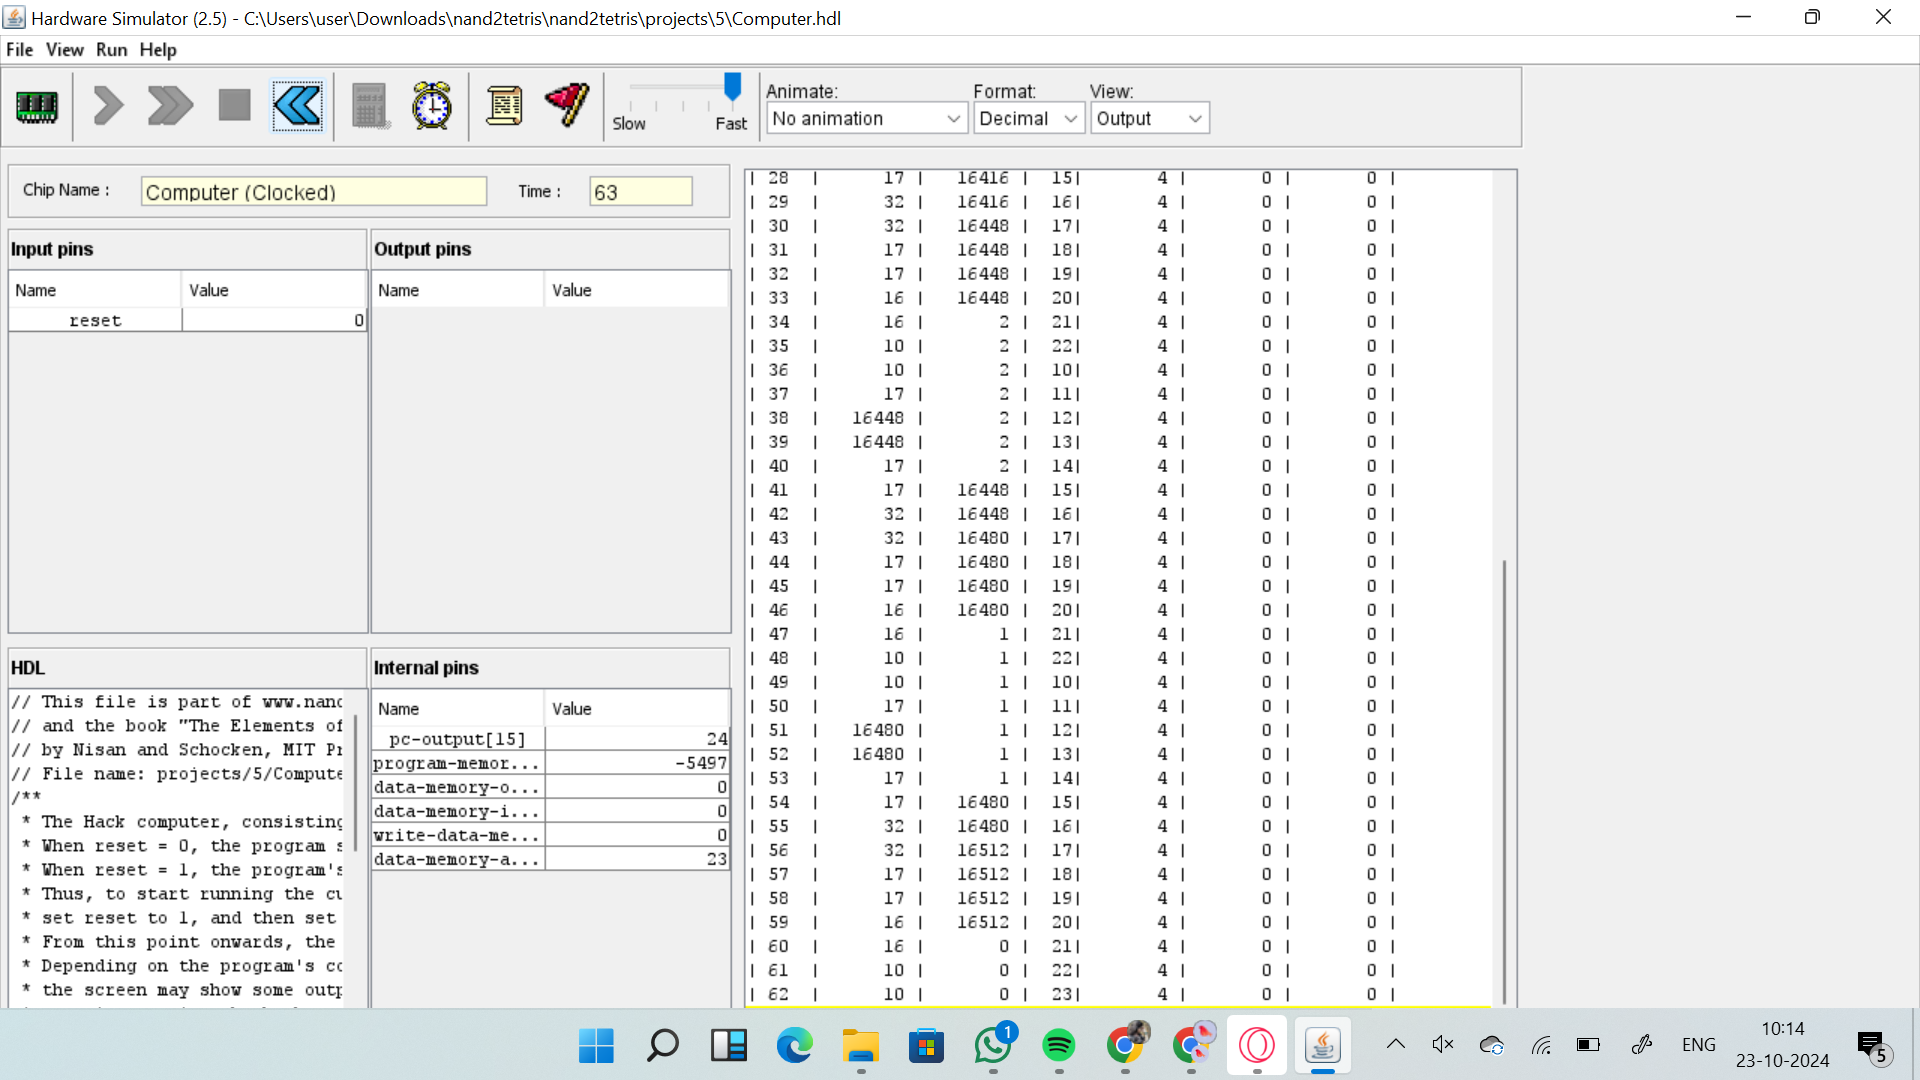 Hardware Simulator (2.5) - C:\Users\user\Downloads\nand2tetris\nand2tetris\projects\5\Computer.hdl
File View Run Help
Slow Fast
Animate: Format: View:
No animation Decimal Output
Chip Name : Computer (Clocked) Time : 63
Input pins
Name Value
reset 0
Output pins
Name Value
HDL
// This file is part of www.nanc
// and the book "The Elements of
// by Nisan and Schocken, MIT Pr
// File name: projects/5/Compute
/**
* The Hack computer, consisting
* When reset = 0, the program s
* When reset = 1, the program's
* Thus, to start running the cu
* set reset to 1, and then set
* From this point onwards, the
* Depending on the program's cc
* the screen may show some outp
Internal pins
Name Value
pc-output[15] 24
program-memor... -5497
data-memory-o... 0
data-memory-i... 0
write-data-me... 0
data-memory-a... 23
| 28 | 17 | 16416 | 15| 4 | 0 | 0 |
| 29 | 32 | 16416 | 16| 4 | 0 | 0 |
| 30 | 32 | 16448 | 17| 4 | 0 | 0 |
| 31 | 17 | 16448 | 18| 4 | 0 | 0 |
| 32 | 17 | 16448 | 19| 4 | 0 | 0 |
| 33 | 16 | 16448 | 20| 4 | 0 | 0 |
| 34 | 16 | 2 | 21| 4 | 0 | 0 |
| 35 | 10 | 2 | 22| 4 | 0 | 0 |
| 36 | 10 | 2 | 10| 4 | 0 | 0 |
| 37 | 17 | 2 | 11| 4 | 0 | 0 |
| 38 | 16448 | 2 | 12| 4 | 0 | 0 |
| 39 | 16448 | 2 | 13| 4 | 0 | 0 |
| 40 | 17 | 2 | 14| 4 | 0 | 0 |
| 41 | 17 | 16448 | 15| 4 | 0 | 0 |
| 42 | 32 | 16448 | 16| 4 | 0 | 0 |
| 43 | 32 | 16480 | 17| 4 | 0 | 0 |
| 44 | 17 | 16480 | 18| 4 | 0 | 0 |
| 45 | 17 | 16480 | 19| 4 | 0 | 0 |
| 46 | 16 | 16480 | 20| 4 | 0 | 0 |
| 47 | 16 | 1 | 21| 4 | 0 | 0 |
| 48 | 10 | 1 | 22| 4 | 0 | 0 |
| 49 | 10 | 1 | 10| 4 | 0 | 0 |
| 50 | 17 | 1 | 11| 4 | 0 | 0 |
| 51 | 16480 | 1 | 12| 4 | 0 | 0 |
| 52 | 16480 | 1 | 13| 4 | 0 | 0 |
| 53 | 17 | 1 | 14| 4 | 0 | 0 |
| 54 | 17 | 16480 | 15| 4 | 0 | 0 |
| 55 | 32 | 16480 | 16| 4 | 0 | 0 |
| 56 | 32 | 16512 | 17| 4 | 0 | 0 |
| 57 | 17 | 16512 | 18| 4 | 0 | 0 |
| 58 | 17 | 16512 | 19| 4 | 0 | 0 |
| 59 | 16 | 16512 | 20| 4 | 0 | 0 |
| 60 | 16 | 0 | 21| 4 | 0 | 0 |
| 61 | 10 | 0 | 22| 4 | 0 | 0 |
| 62 | 10 | 0 | 23| 4 | 0 | 0 |
1
ENG
10:14
23-10-2024
5